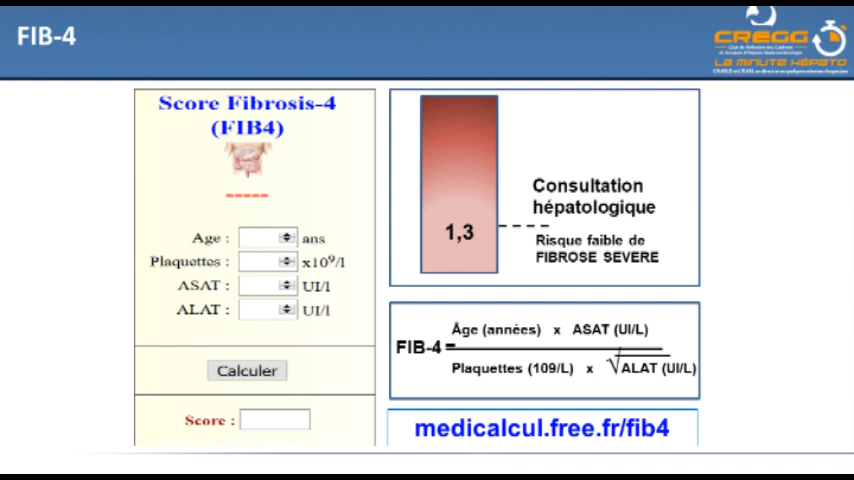 FIB-4
CREGG
LA MINUTE HÉPATO
Score Fibrosis-4
(FIB4)
-----
Age : ans
Plaquettes : x10⁹/l
ASAT : UI/l
ALAT : UI/l
Calculer
Score :
1,3
Consultation
hépatologique
Risque faible de
FIBROSE SEVERE
Âge (années) x ASAT (UI/L)
FIB-4 =
Plaquettes (109/L) x √ALAT (UI/L)
medicalcul.free.fr/fib4